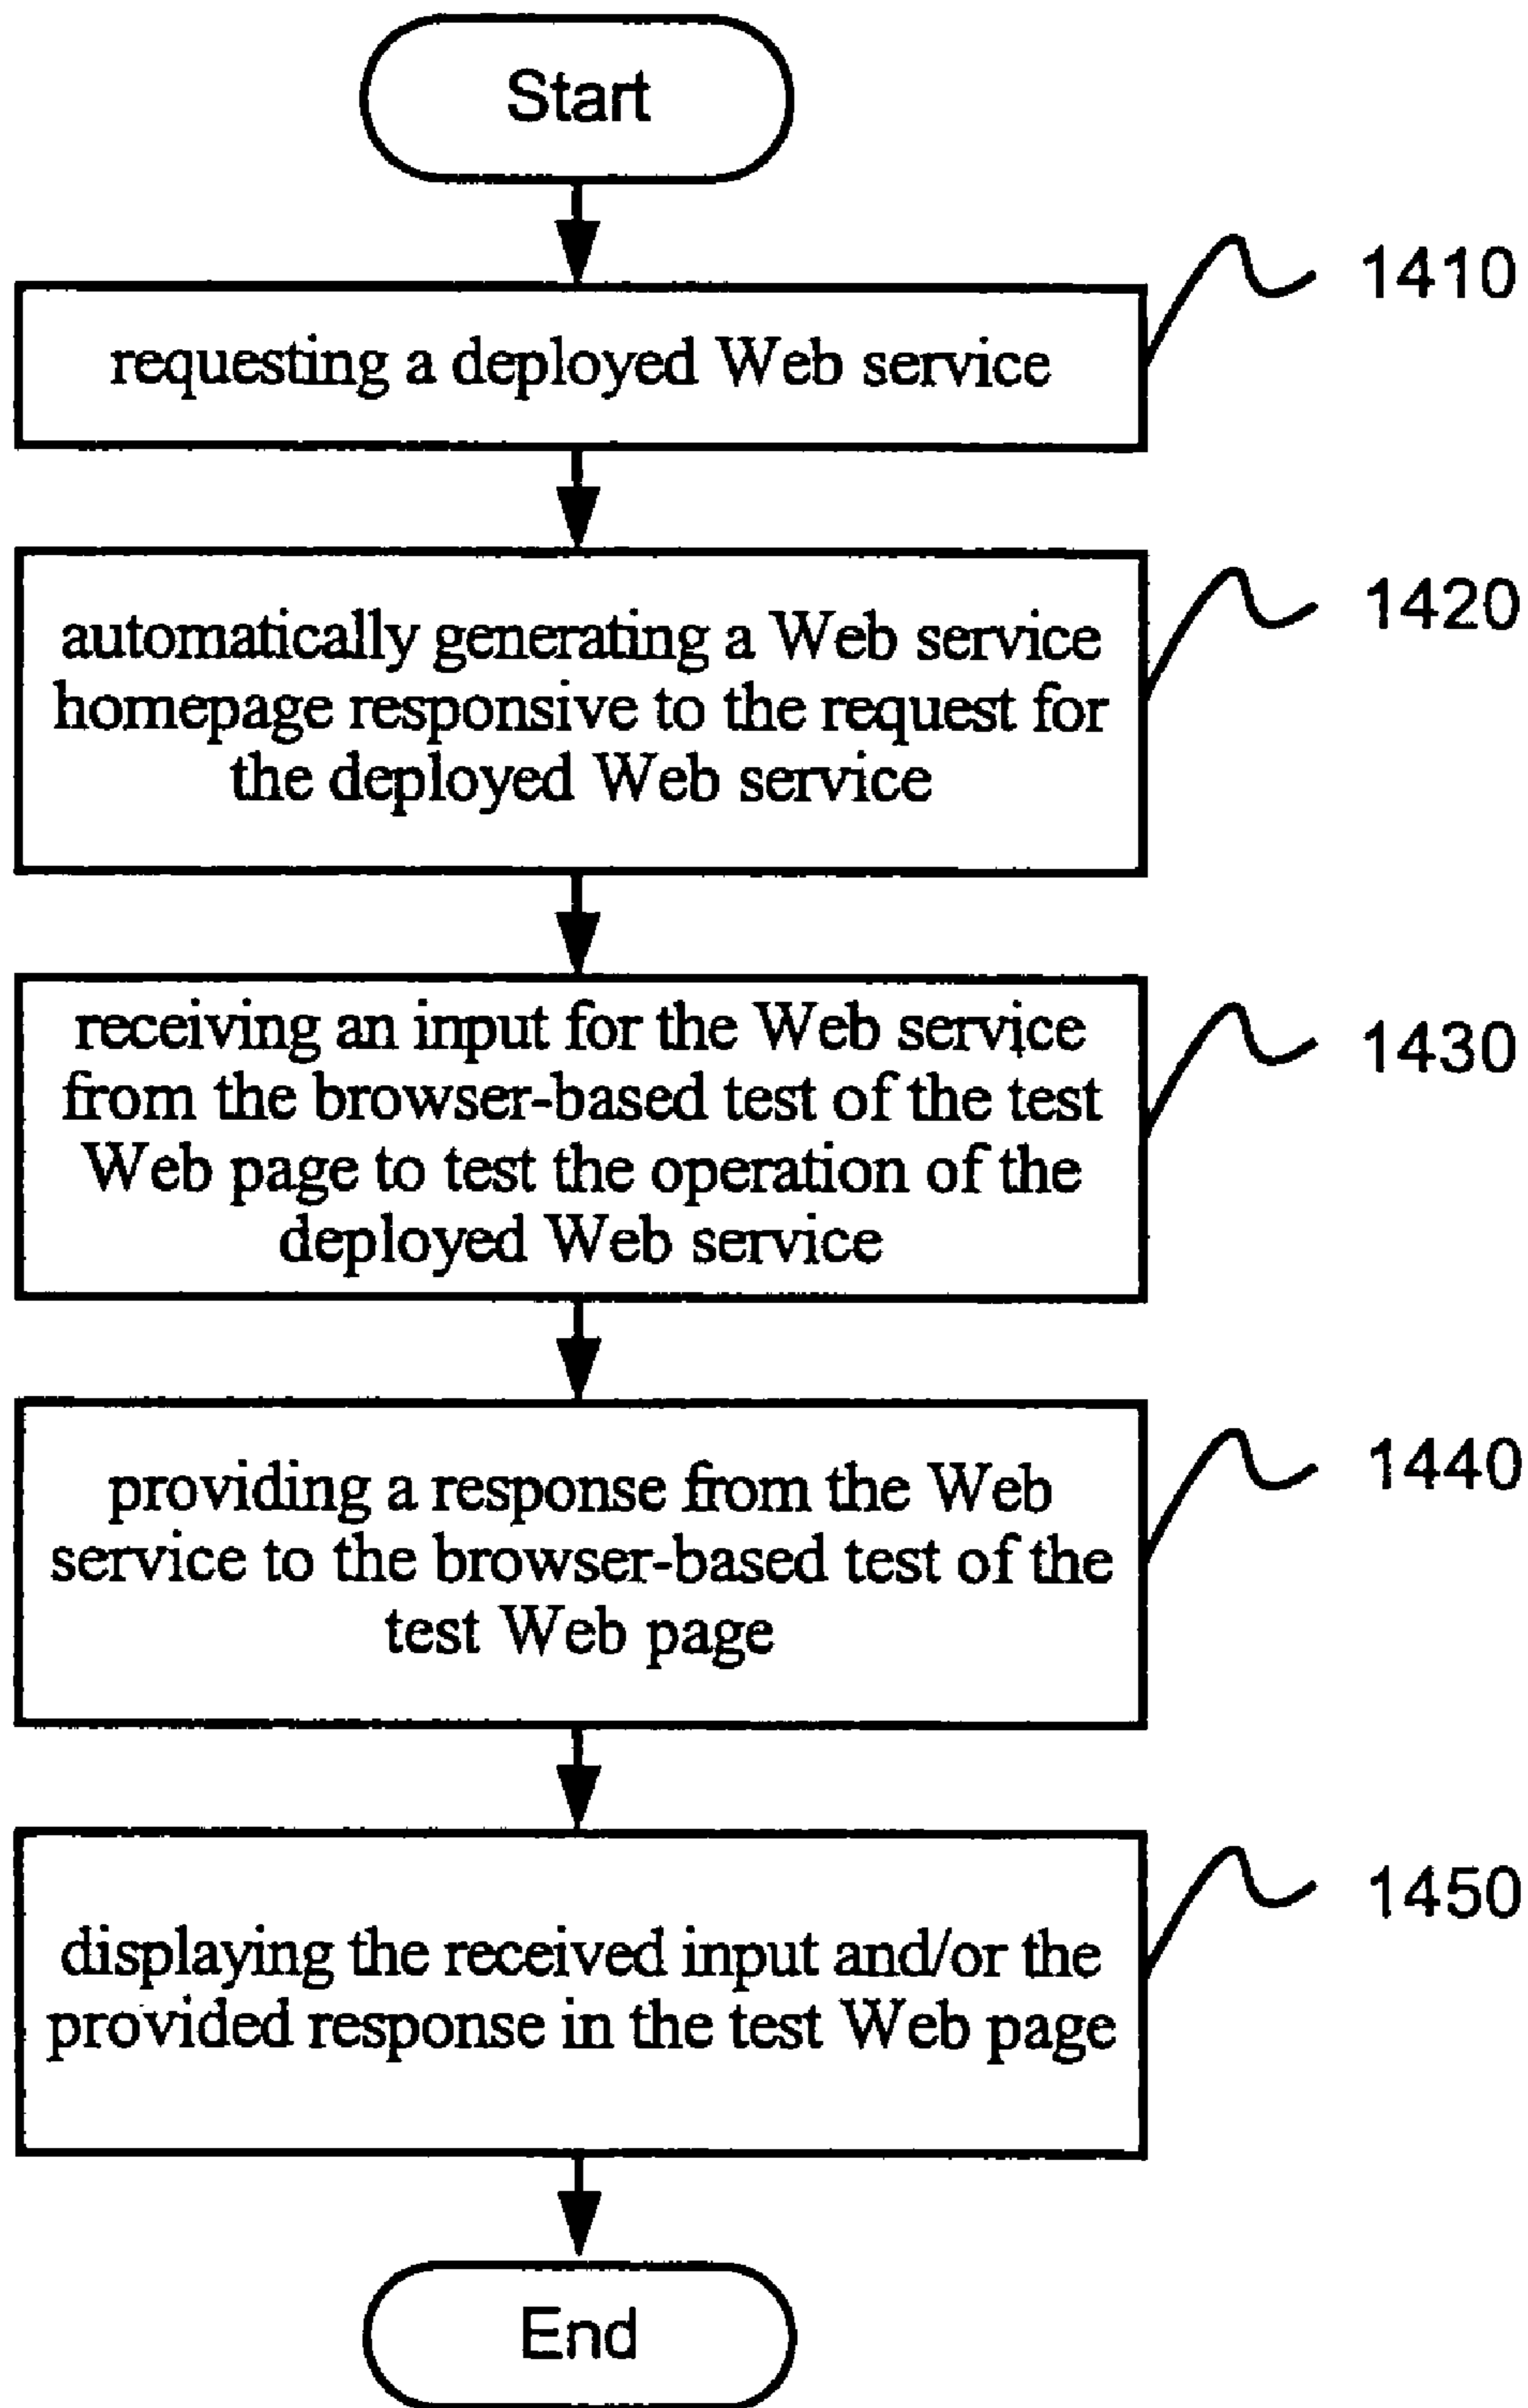 Start
1410
requesting a deployed Web service
1420
automatically generating a Web service
homepage responsive to the request for
the deployed Web service
1430
receiving an input for the Web service
from the browser-based test of the test
Web page to test the operation of the
deployed Web service
1440
providing a response from the Web
service to the browser-based test of the
test Web page
1450
displaying the received input and/or the
provided response in the test Web page
End